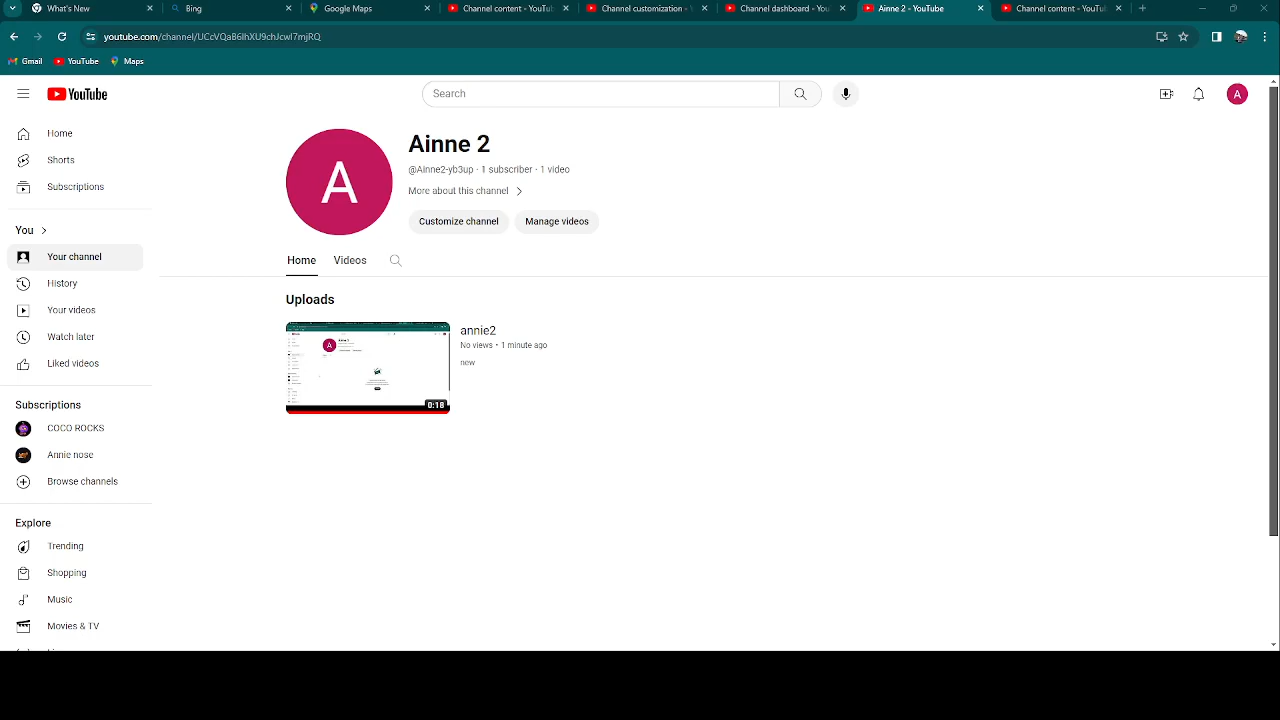 What's New
Bing
Google Maps
Channel content - YouTub
Channel customization -
Channel dashboard - You
Ainne 2 - YouTube
Channel content - YouTub
youtube.com/channel/UCcVQaB6lhXU9chJcwI7mjRQ
Gmail YouTube Maps
YouTube
Search
A
Home
Shorts
Subscriptions
You
Your channel
History
Your videos
Watch later
Liked videos
Subscriptions
COCO ROCKS
Annie nose
Browse channels
Explore
Trending
Shopping
Music
Movies & TV
A
Ainne 2
@Ainne2-yb3up · 1 subscriber · 1 video
More about this channel
Customize channel Manage videos
Home Videos
Uploads
0:18
annie2
No views • 1 minute ago
new